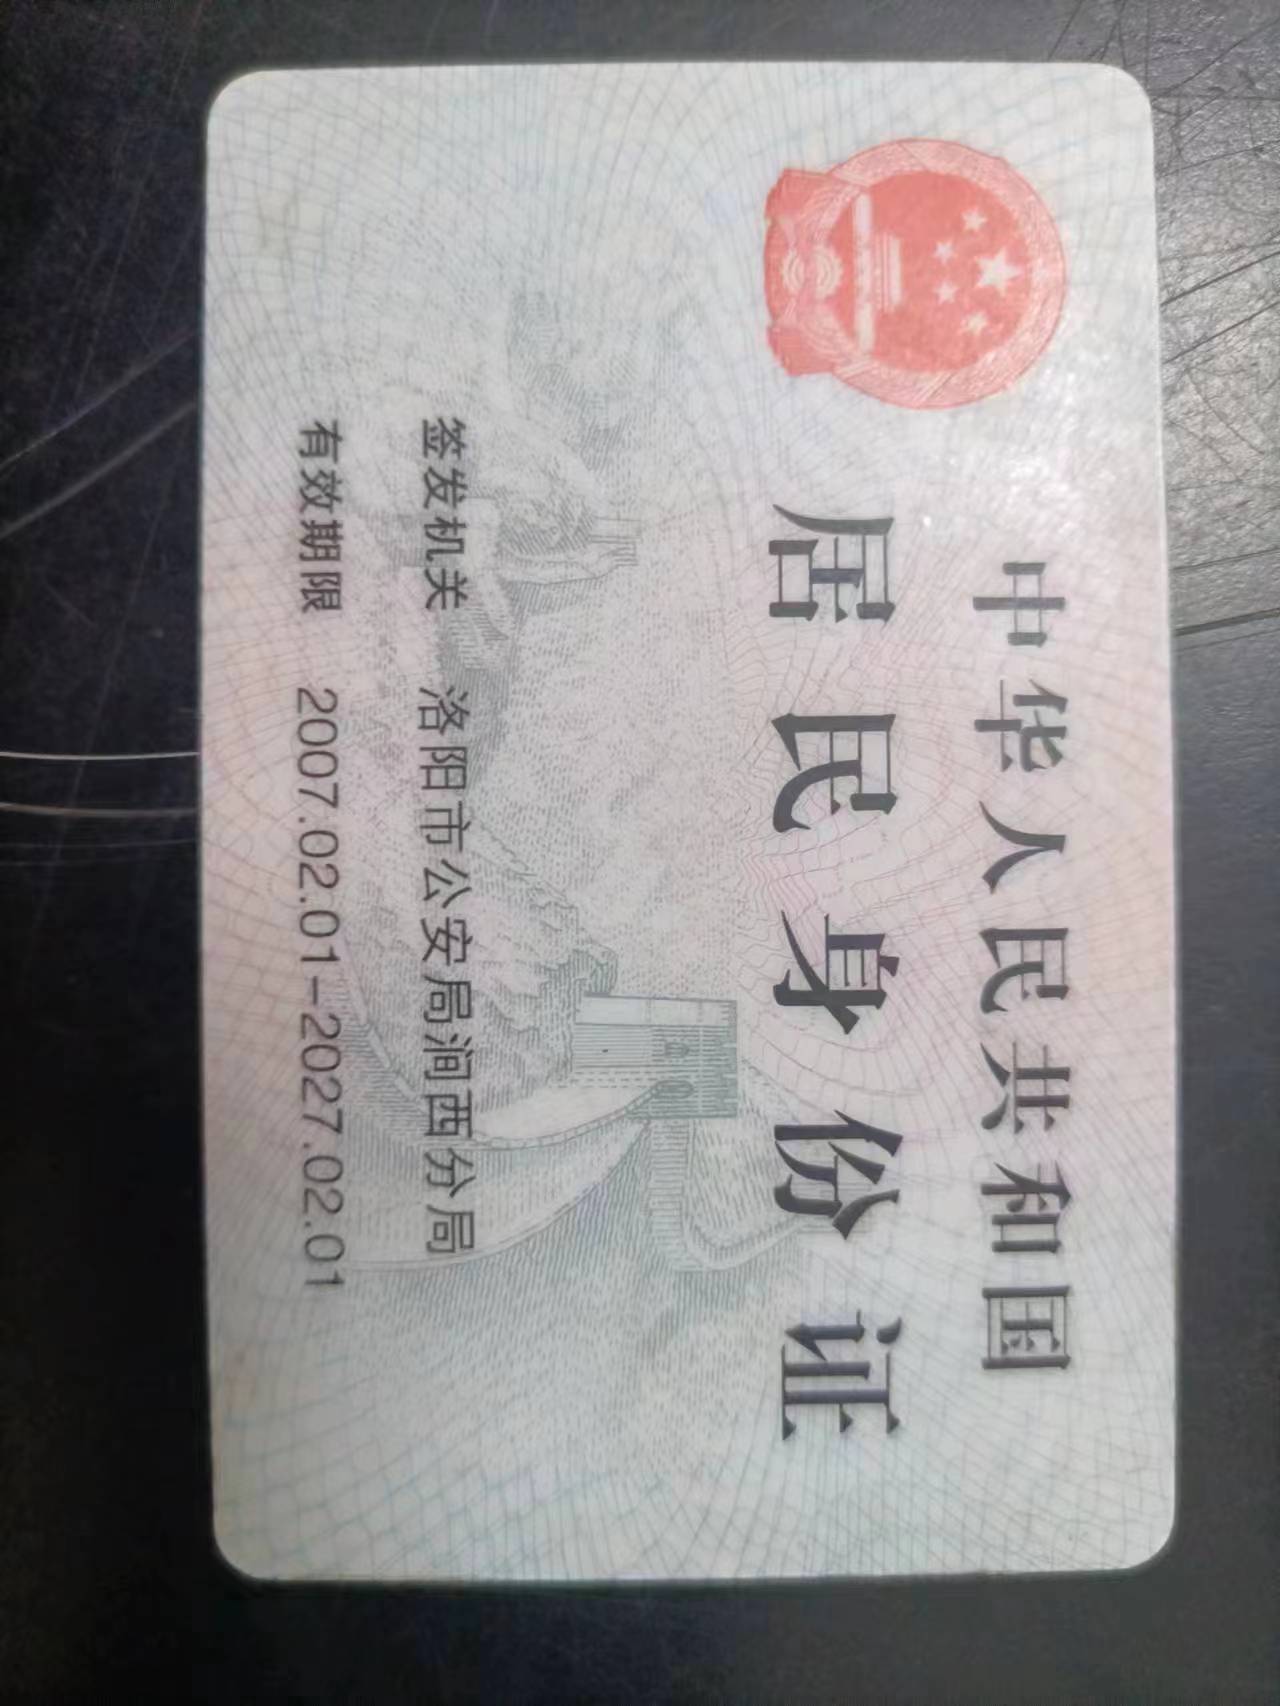 中华人民共和国
居民身份证
签发机关 洛阳市公安局涧西分局
有效期限 2007.02.01-2027.02.01